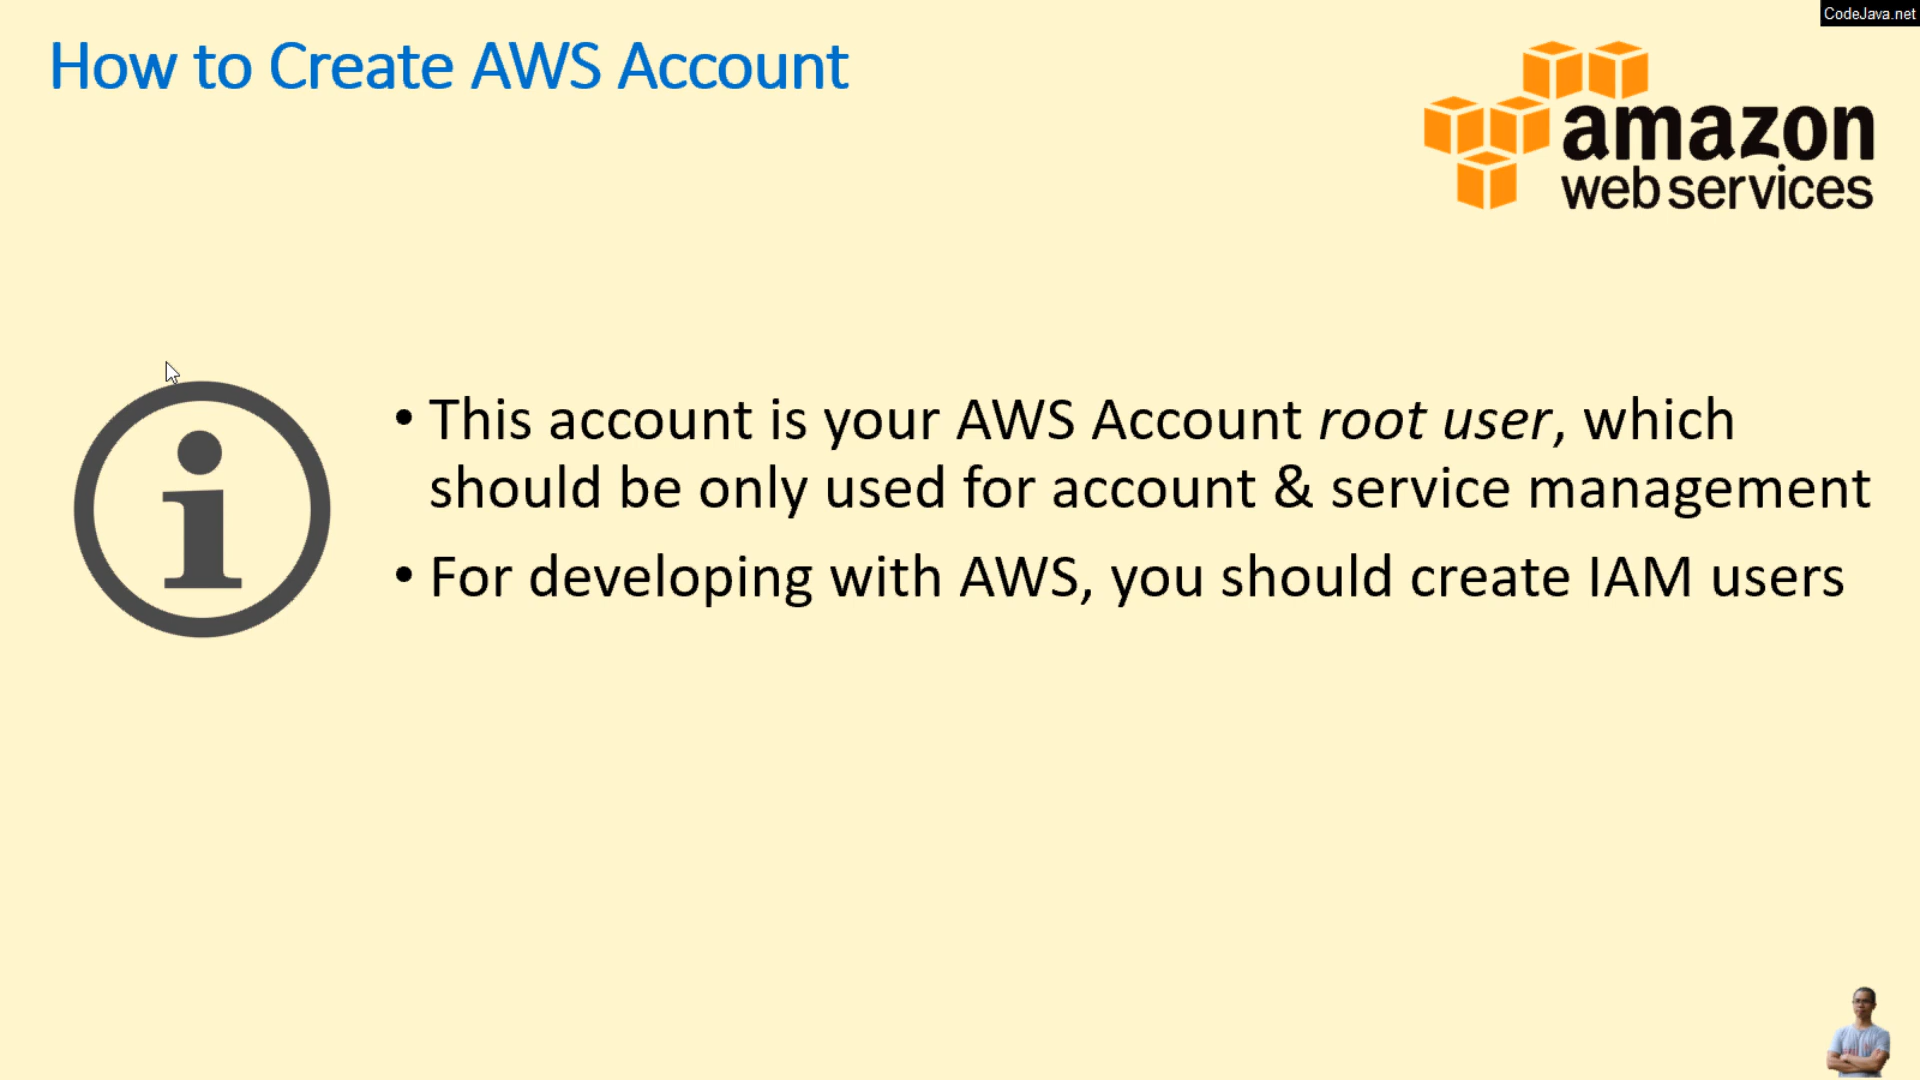 CodeJava.net
How to Create AWS Account
amazon
web services
• This account is your AWS Account root user, which
should be only used for account & service management
• For developing with AWS, you should create IAM users